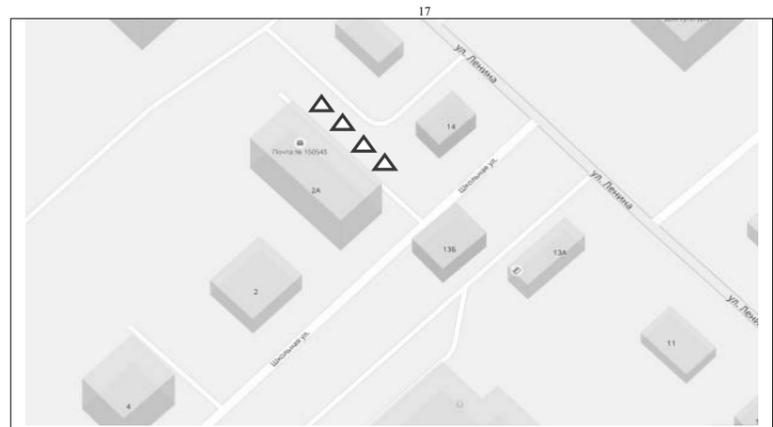 17
ул. Ленина
14
Почта № 150545
2А
Школьная ул.
ул. Ленина
13Б
13А
2
ул. Лени
Школьная ул.
11
4